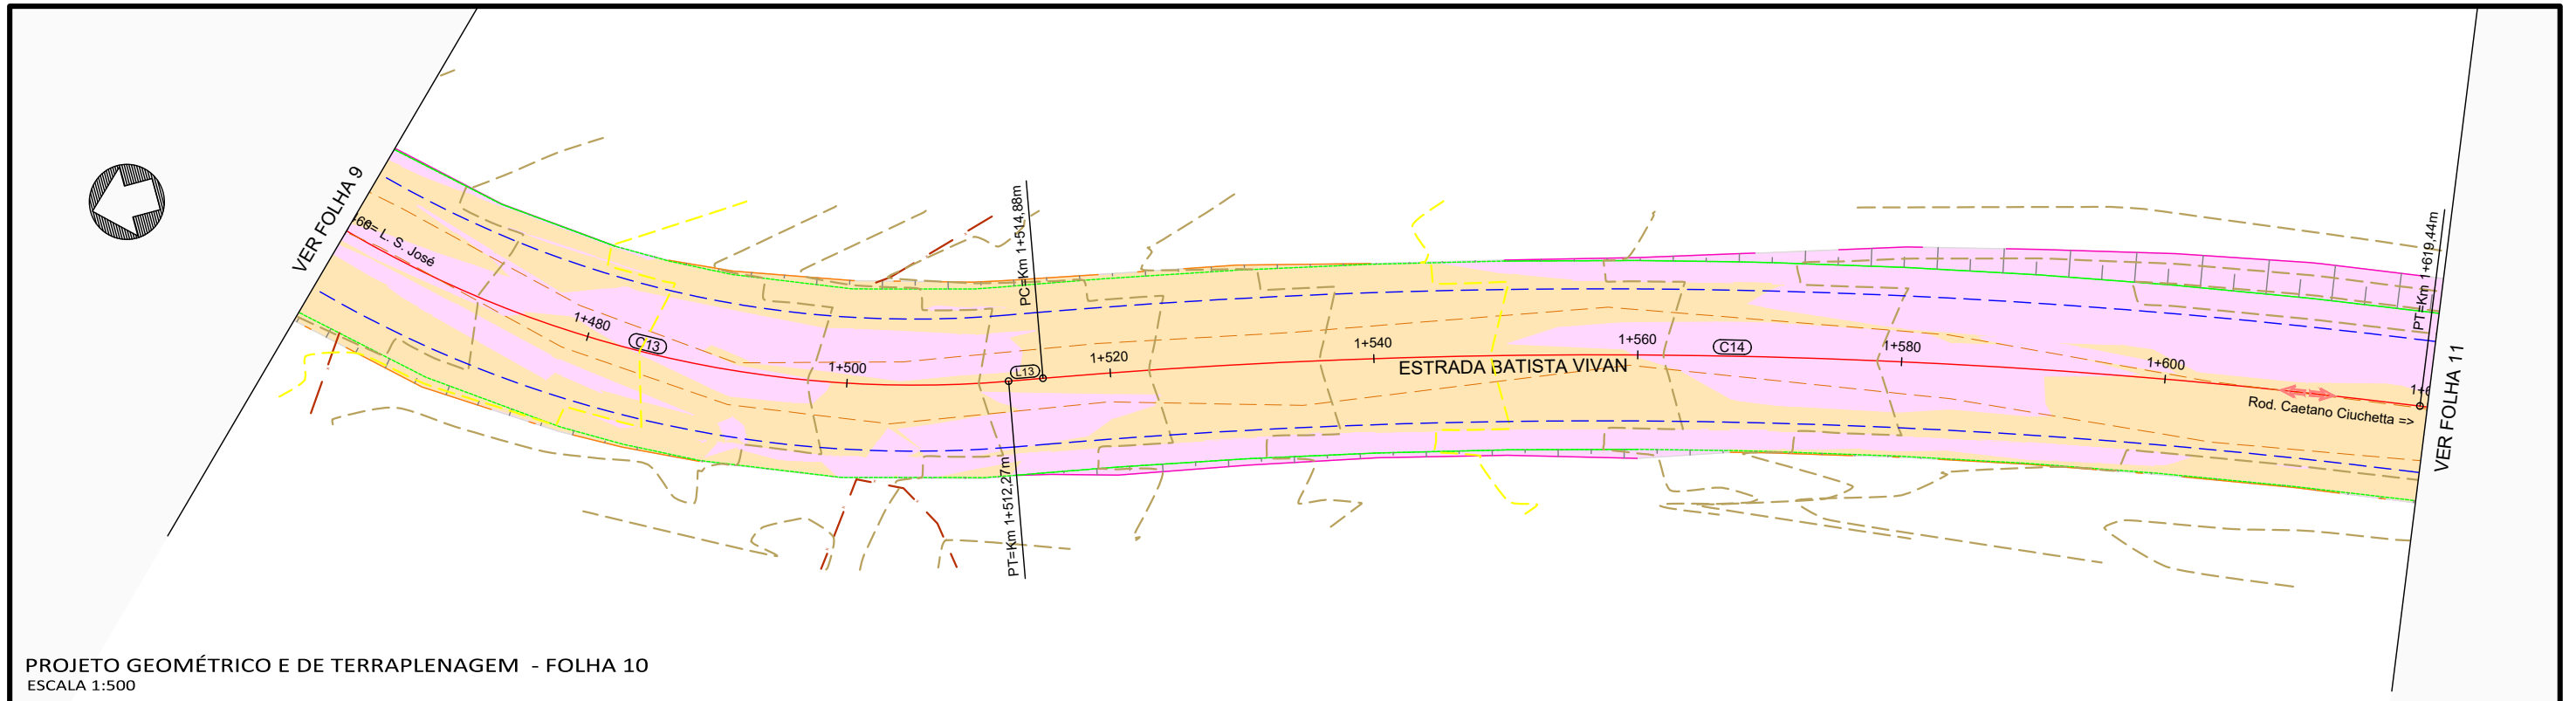 VER FOLHA 9
<= L. S. José
1+480
C13
1+500
PC=Km 1+514,88m
L13
PT=Km 1+512,27m
1+520
1+540
ESTRADA BATISTA VIVAN
1+560
C14
1+580
1+600
PT=Km 1+619,44m
Rod. Caetano Ciuchetta =>
VER FOLHA 11
PROJETO GEOMÉTRICO E DE TERRAPLENAGEM - FOLHA 10
ESCALA 1:500